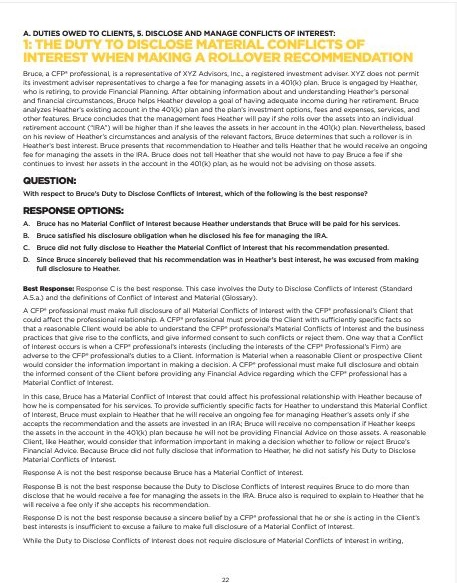 A. DUTIES OWED TO CLIENTS, 5. DISCLOSE AND MANAGE CONFLICTS OF INTEREST:
1: THE DUTY TO DISCLOSE MATERIAL CONFLICTS OF
INTEREST WHEN MAKING A ROLLOVER RECOMMENDATION
Bruce, a CFP® professional, is a representative of XYZ Advisors, Inc., a registered investment adviser. XYZ does not permit
its investment adviser representatives to charge a fee for managing assets in a 401(k) plan. Bruce is engaged by Heather,
who is retiring, to provide Financial Planning. After obtaining information about and understanding Heather's personal
and financial circumstances, Bruce helps Heather develop a goal of having adequate income during her retirement. Bruce
analyzes Heather's existing account in the 401(k) plan and the plan's investment options, fees and expenses, services, and
other features. Bruce concludes that the management fees Heather will pay if she rolls over the assets into an individual
retirement account ("IRA") will be higher than if she leaves the assets in her account in the 401(k) plan. Nevertheless, based
on his review of Heather's circumstances and analysis of the relevant factors, Bruce determines that such a rollover is in
Heather's best interest. Bruce presents that recommendation to Heather and tells Heather that he would receive an ongoing
fee for managing the assets in the IRA. Bruce does not tell Heather that she would not have to pay Bruce a fee if she
continues to invest her assets in the account in the 401(k) plan, as he would not be advising on those assets.
QUESTION:
With respect to Bruce's Duty to Disclose Conflicts of Interest, which of the following is the best response?
RESPONSE OPTIONS:
A. Bruce has no Material Conflict of Interest because Heather understands that Bruce will be paid for his services.
B. Bruce satisfied his disclosure obligation when he disclosed his fee for managing the IRA.
C. Bruce did not fully disclose to Heather the Material Conflict of Interest that his recommendation presented.
D. Since Bruce sincerely believed that his recommendation was in Heather's best interest, he was excused from making
full disclosure to Heather.
Best Response: Response C is the best response. This case involves the Duty to Disclose Conflicts of Interest (Standard
A.5.a.) and the definitions of Conflict of Interest and Material (Glossary).
A CFP® professional must make full disclosure of all Material Conflicts of Interest with the CFP® professional's Client that
could affect the professional relationship. A CFP® professional must provide the Client with sufficiently specific facts so
that a reasonable Client would be able to understand the CFP® professional's Material Conflicts of Interest and the business
practices that give rise to the conflicts, and give informed consent to such conflicts or reject them. One way that a Conflict
of Interest occurs is when a CFP® professional's interests (including the interests of the CFP® Professional's Firm) are
adverse to the CFP® professional's duties to a Client. Information is Material when a reasonable Client or prospective Client
would consider the information important in making a decision. A CFP® professional must make full disclosure and obtain
the informed consent of the Client before providing any Financial Advice regarding which the CFP® professional has a
Material Conflict of Interest.
In this case, Bruce has a Material Conflict of Interest that could affect his professional relationship with Heather because of
how he is compensated for his services. To provide sufficiently specific facts for Heather to understand this Material Conflict
of Interest, Bruce must explain to Heather that he will receive an ongoing fee for managing Heather's assets only if she
accepts the recommendation and the assets are invested in an IRA; Bruce will receive no compensation if Heather keeps
the assets in the account in the 401(k) plan because he will not be providing Financial Advice on those assets. A reasonable
Client, like Heather, would consider that information important in making a decision whether to follow or reject Bruce's
Financial Advice. Because Bruce did not fully disclose that information to Heather, he did not satisfy his Duty to Disclose
Material Conflicts of Interest.
Response A is not the best response because Bruce has a Material Conflict of Interest.
Response B is not the best response because the Duty to Disclose Conflicts of Interest requires Bruce to do more than
disclose that he would receive a fee for managing the assets in the IRA. Bruce also is required to explain to Heather that he
will receive a fee only if she accepts his recommendation.
Response D is not the best response because a sincere belief by a CFP® professional that he or she is acting in the Client's
best interests is insufficient to excuse a failure to make full disclosure of a Material Conflict of Interest.
While the Duty to Disclose Conflicts of Interest does not require disclosure of Material Conflicts of Interest in writing,
22